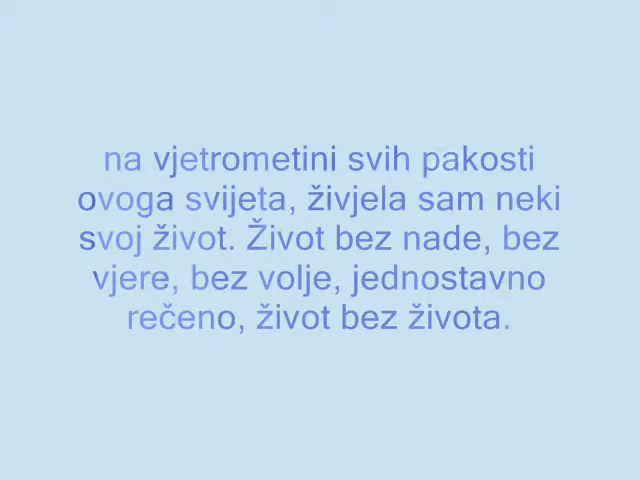 na vjetrometini svih pakosti
ovoga svijeta, živjela sam neki
svoj život. Život bez nade, bez
vjere, bez volje, jednostavno
rečeno, život bez života.